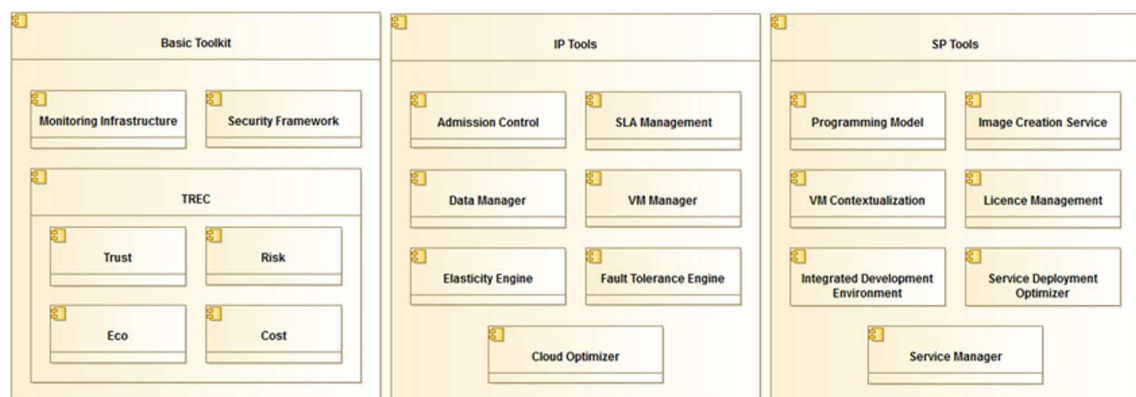 Basic Toolkit
Monitoring Infrastructure
Security Framework
TREC
Trust
Risk
Eco
Cost
IP Tools
Admission Control
SLA Management
Data Manager
VM Manager
Elasticity Engine
Fault Tolerance Engine
Cloud Optimizer
SP Tools
Programming Model
Image Creation Service
VM Contextualization
Licence Management
Integrated Development
Environment
Service Deployment
Optimizer
Service Manager